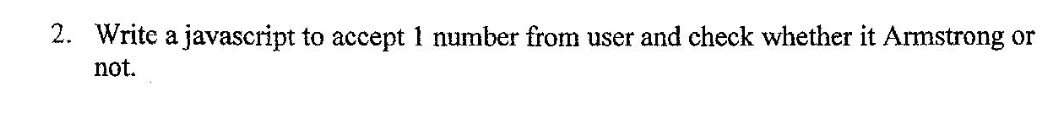 2. Write a javascript to accept 1 number from user and check whether it Armstrong or
not.